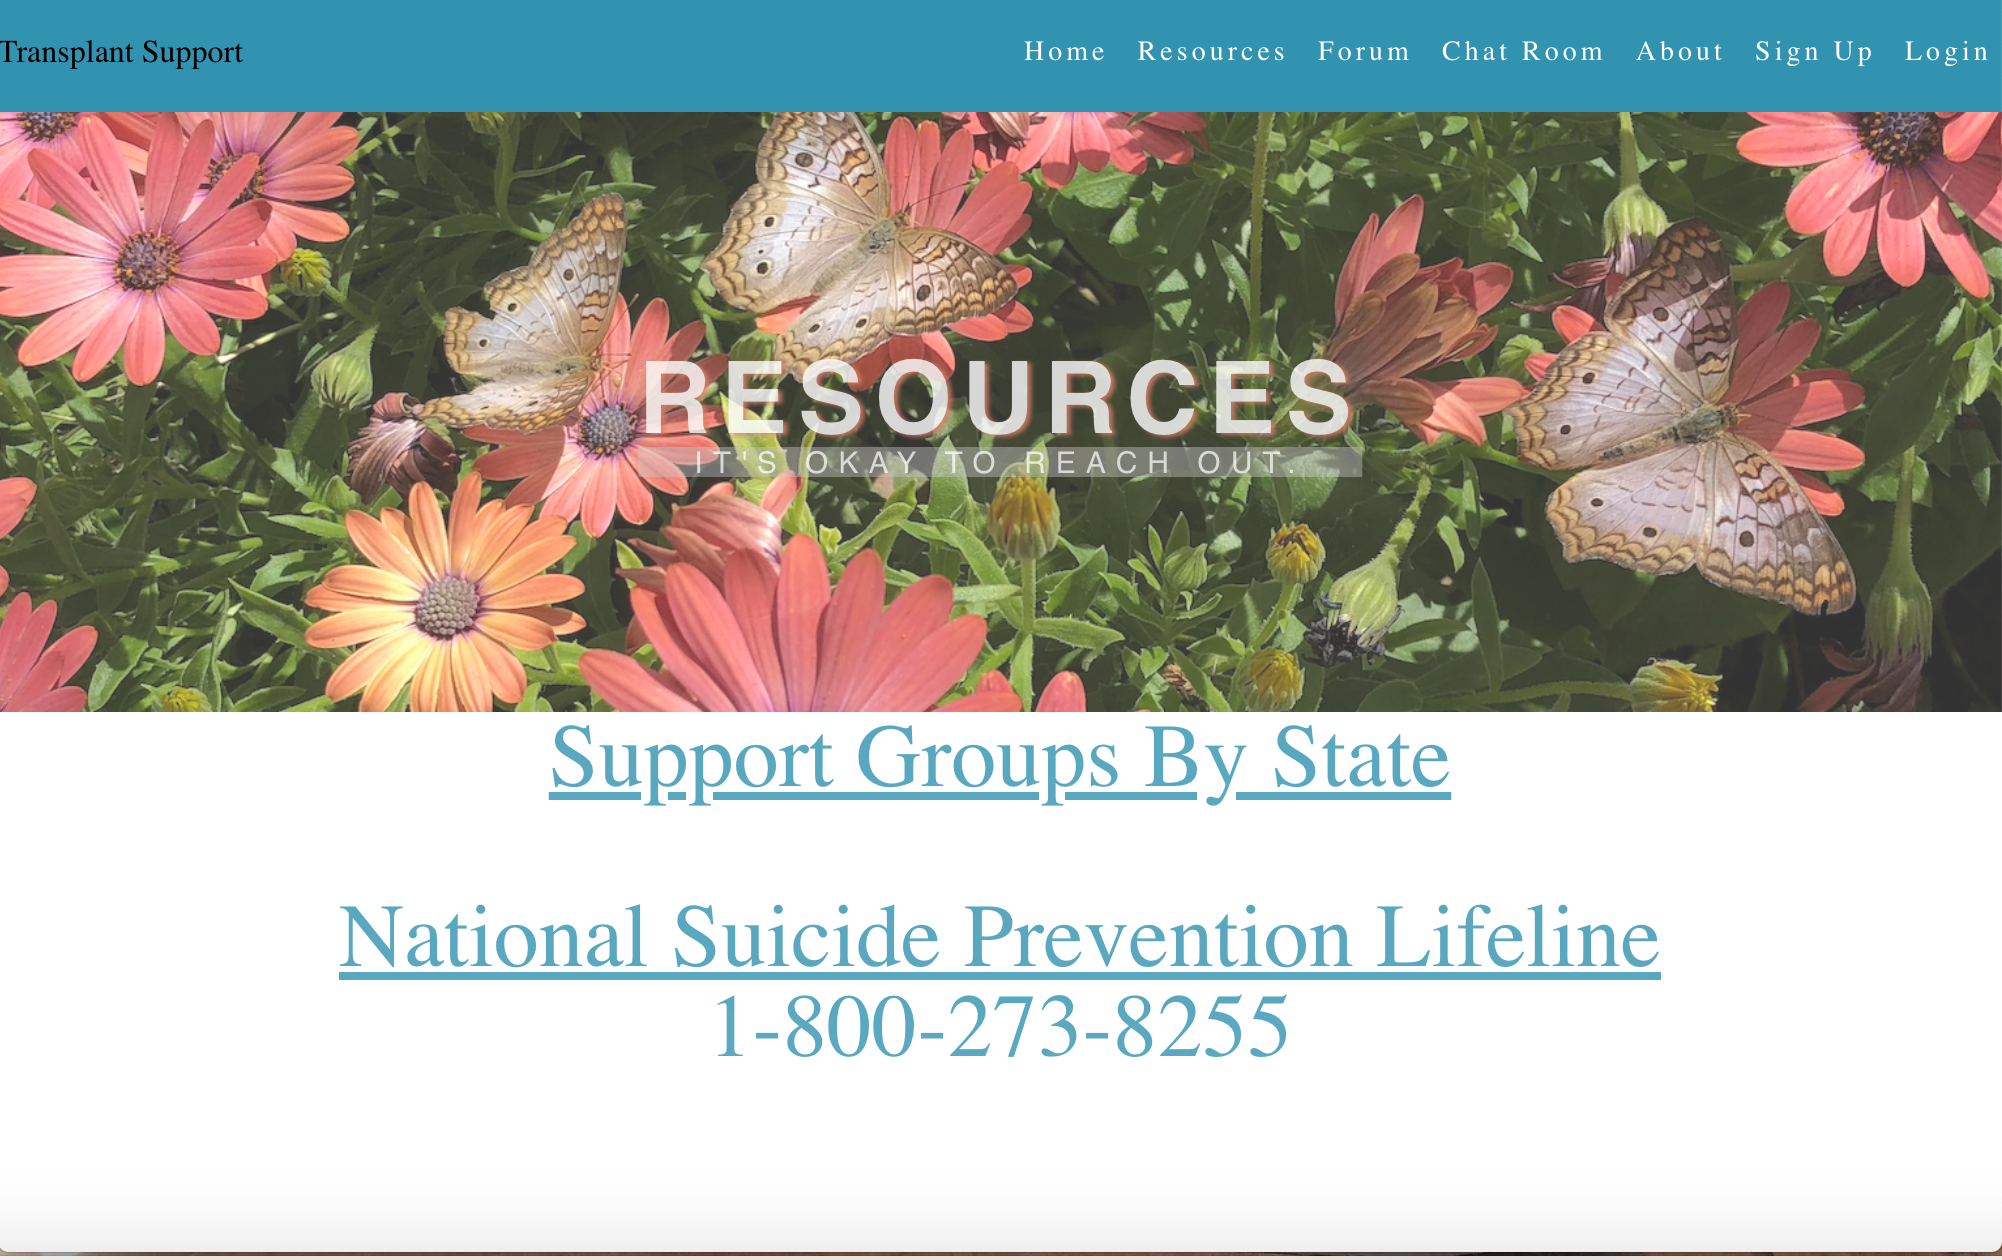 Transplant Support
Home Resources Forum Chat Room About Sign Up Login
RESOURCES
IT'S OKAY TO REACH OUT.
Support Groups By State
National Suicide Prevention Lifeline
1-800-273-8255